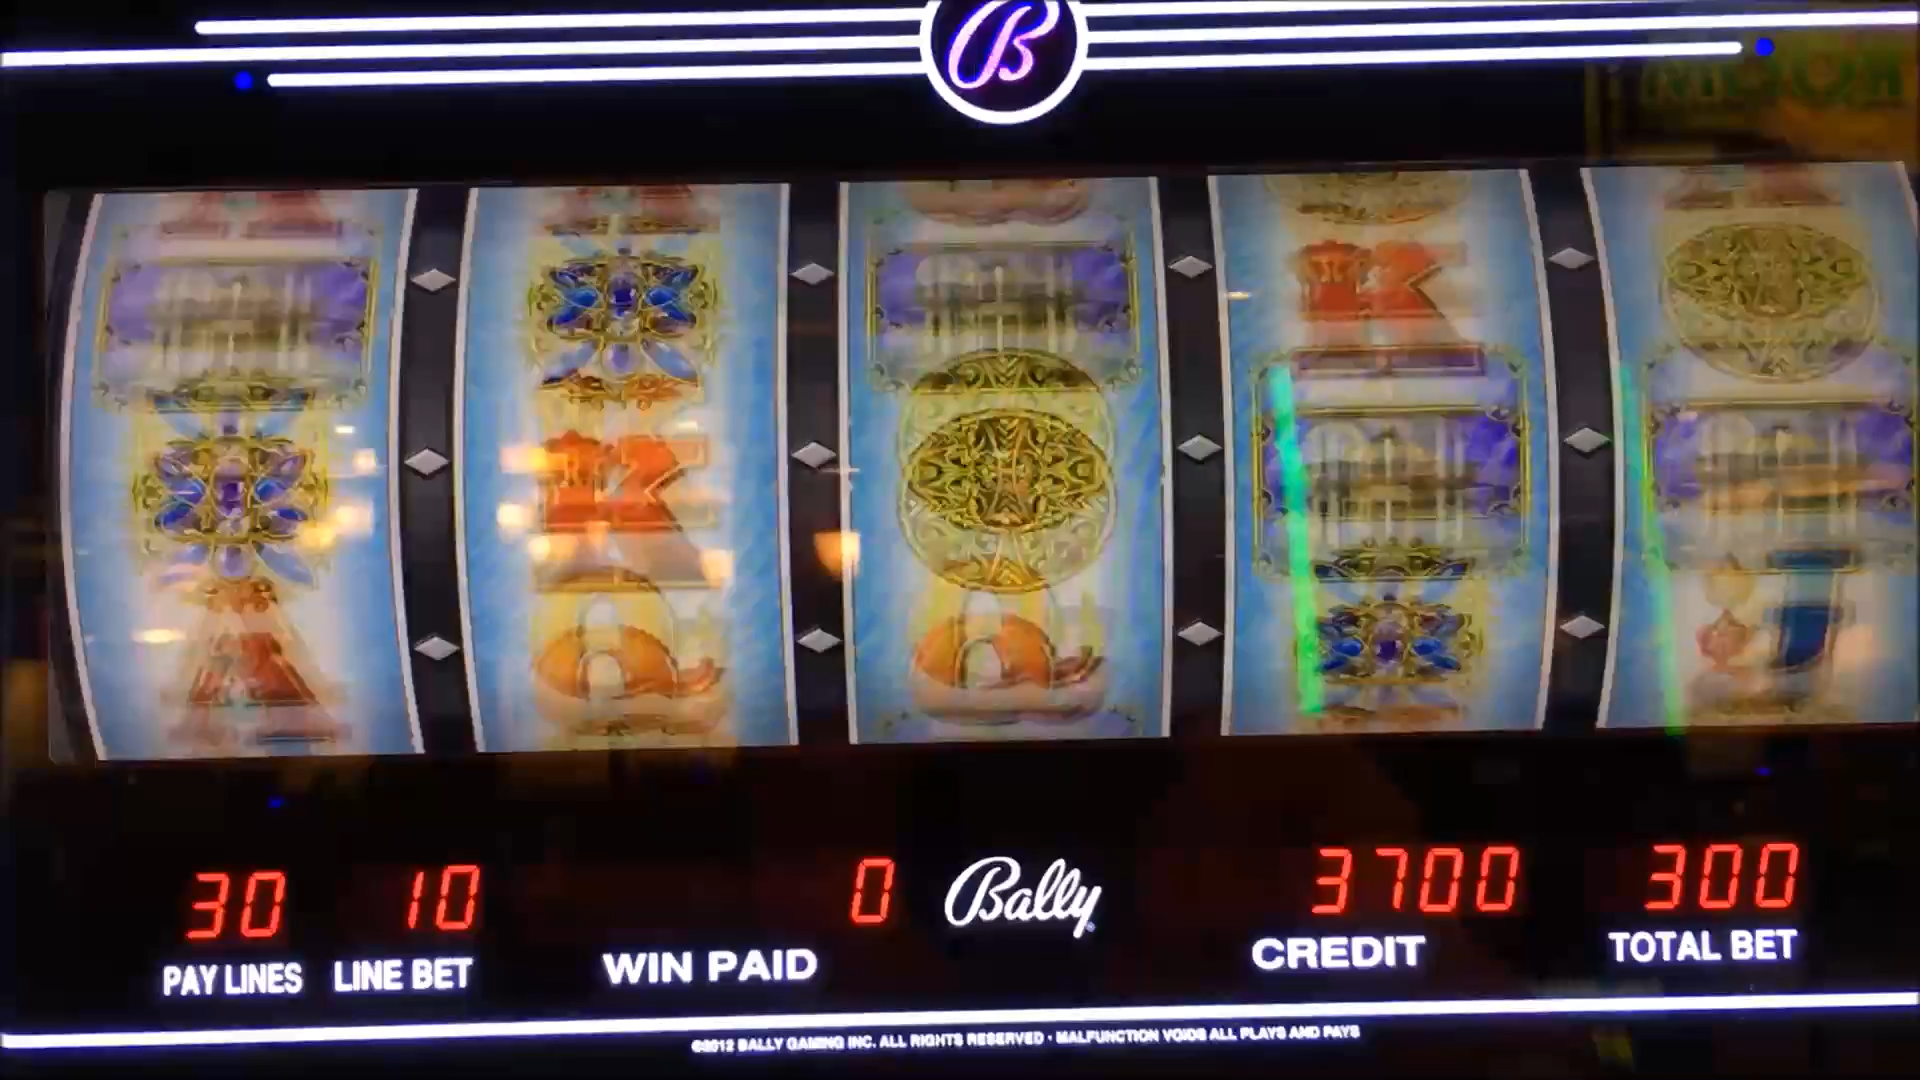 B
K
K
A
Q
Q
J
30 10 0 Bally 3700 300
PAY LINES LINE BET WIN PAID CREDIT TOTAL BET
©2012 BALLY GAMING INC. ALL RIGHTS RESERVED · MALFUNCTION VOIDS ALL PLAYS AND PAYS